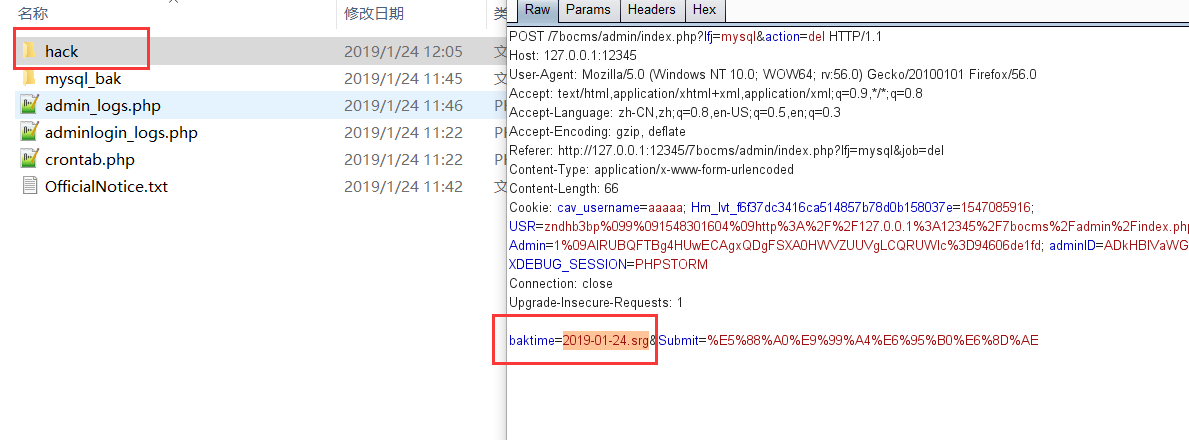 名称 修改日期 类
hack 2019/1/24 12:05 文
mysql_bak 2019/1/24 11:45 文
admin_logs.php 2019/1/24 11:46 PH
adminlogin_logs.php 2019/1/24 11:22 PH
crontab.php 2019/1/24 11:22 PH
OfficialNotice.txt 2019/1/24 11:42 文
Raw Params Headers Hex
POST /7bocms/admin/index.php?lfj=mysql&action=del HTTP/1.1
Host: 127.0.0.1:12345
User-Agent: Mozilla/5.0 (Windows NT 10.0; WOW64; rv:56.0) Gecko/20100101 Firefox/56.0
Accept: text/html,application/xhtml+xml,application/xml;q=0.9,*/*;q=0.8
Accept-Language: zh-CN,zh;q=0.8,en-US;q=0.5,en;q=0.3
Accept-Encoding: gzip, deflate
Referer: http://127.0.0.1:12345/7bocms/admin/index.php?lfj=mysql&job=del
Content-Type: application/x-www-form-urlencoded
Content-Length: 66
Cookie: cav_username=aaaaa; Hm_lvt_f6f37dc3416ca514857b78d0b158037e=1547085916;
USR=zndhb3bp%099%091548301604%09http%3A%2F%2F127.0.0.1%3A12345%2F7bocms%2Fadmin%2Findex.php
Admin=1%09AlRUBQFTBg4HUwECAgxQDgFSXA0HWVZUUVgLCQRUWlc%3D94606de1fd; adminID=ADkHBlVaWG
XDEBUG_SESSION=PHPSTORM
Connection: close
Upgrade-Insecure-Requests: 1
baktime=2019-01-24.srg&Submit=%E5%88%A0%E9%99%A4%E6%95%B0%E6%8D%AE